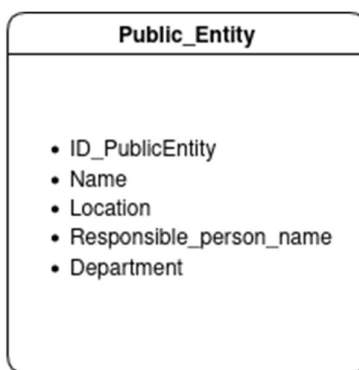 Public_Entity
• ID_PublicEntity
• Name
• Location
• Responsible_person_name
• Department